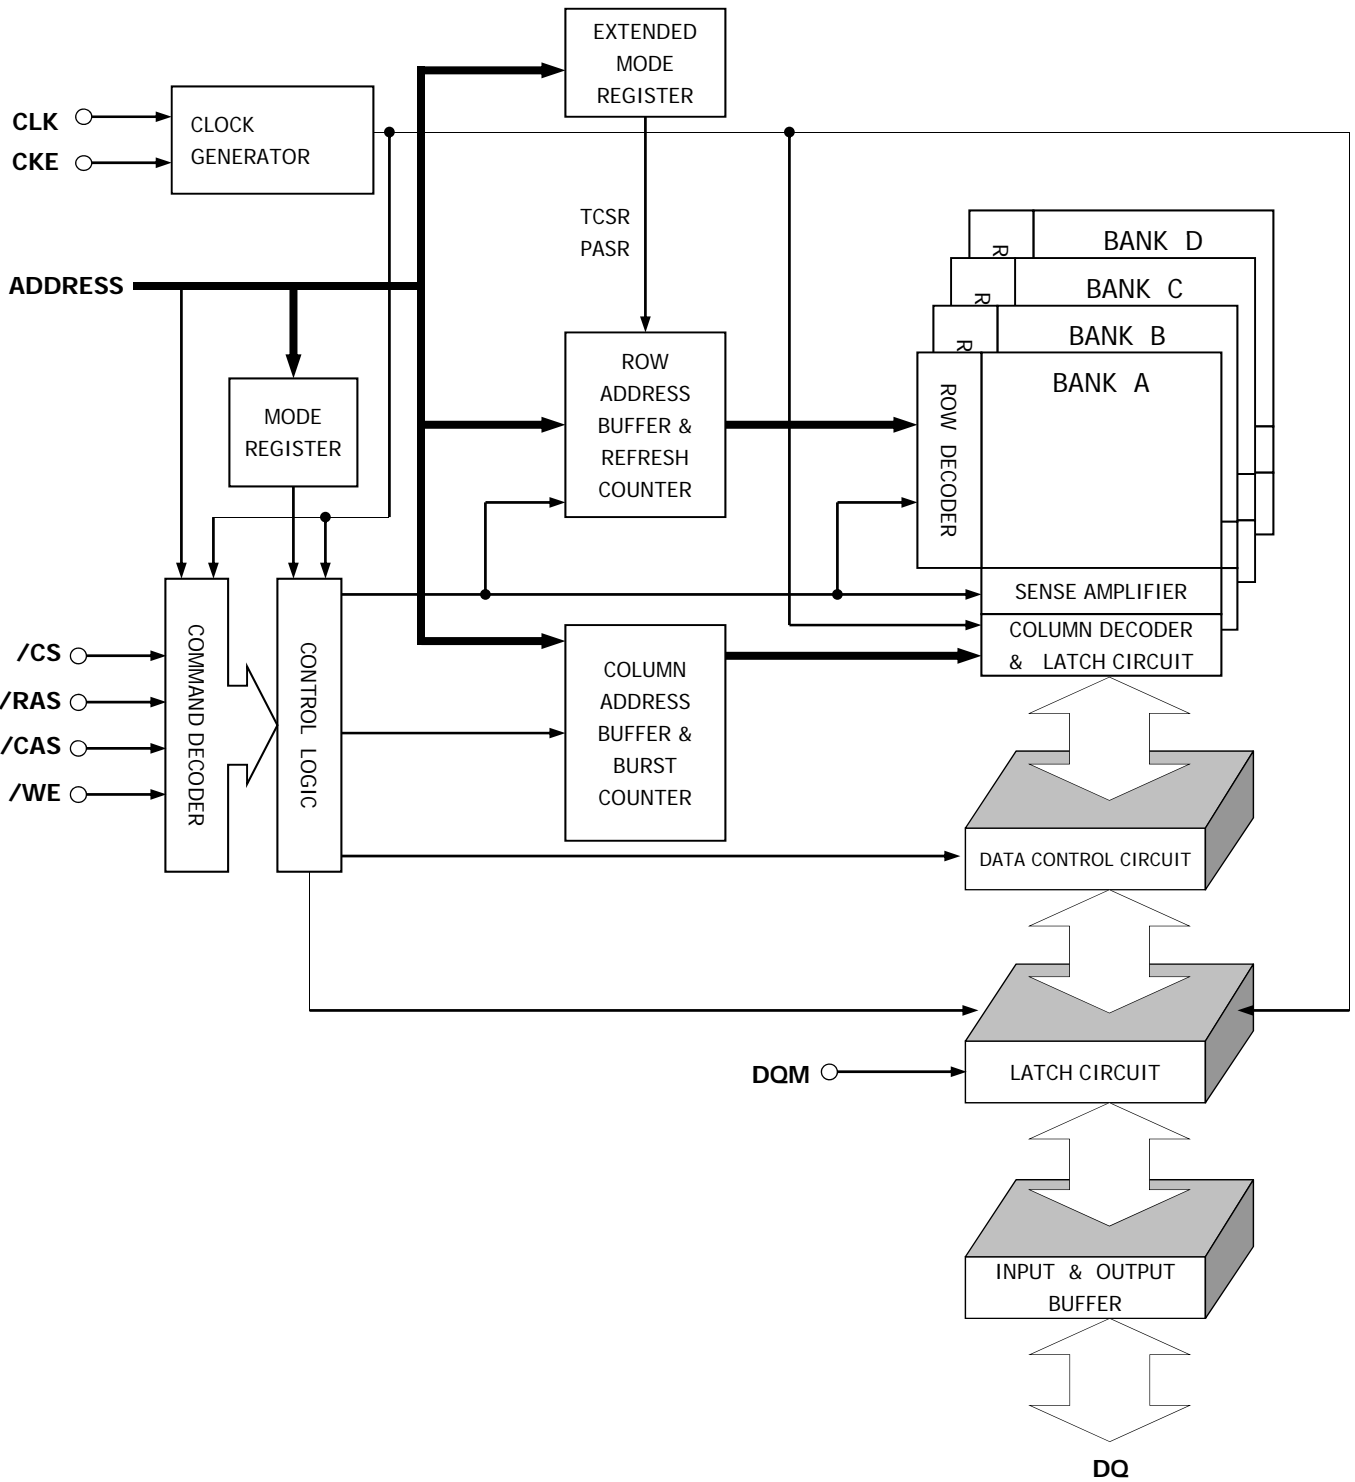 EXTENDED
MODE
REGISTER
CLK
CKE
CLOCK
GENERATOR
TCSR
PASR
ADDRESS
R
BANK D
R
BANK C
R
BANK B
BANK A
ROW DECODER
MODE
REGISTER
ROW
ADDRESS
BUFFER &
REFRESH
COUNTER
SENSE AMPLIFIER
COLUMN DECODER
& LATCH CIRCUIT
/CS
/RAS
/CAS
/WE
COMMAND DECODER
CONTROL LOGIC
COLUMN
ADDRESS
BUFFER &
BURST
COUNTER
DATA CONTROL CIRCUIT
DQM
LATCH CIRCUIT
INPUT & OUTPUT
BUFFER
DQ